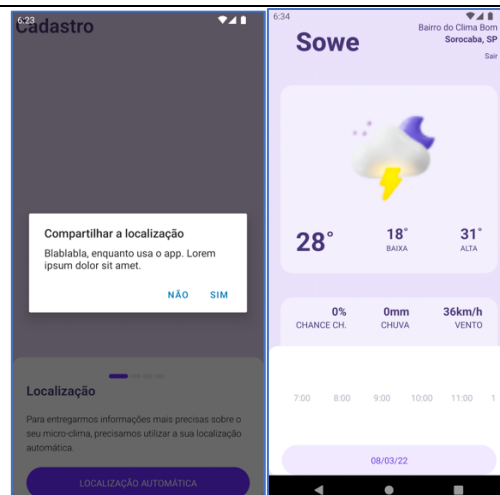 6:23
Cadastro
Compartilhar a localização
Blablabla, enquanto usa o app. Lorem
ipsum dolor sit amet.
NÃO SIM
Localização
Para entregarmos informações mais precisas sobre o
seu micro-clima, precisamos utilizar a sua localização
automática.
LOCALIZAÇÃO AUTOMÁTICA
6:34
Bairro do Clima Bom
Sowe
Sorocaba, SP
Sair
28° 18° 31°
BAIXA ALTA
0% 0mm 36km/h
CHANCE CH. CHUVA VENTO
7:00 8:00 9:00 10:00 11:00 1
08/03/22